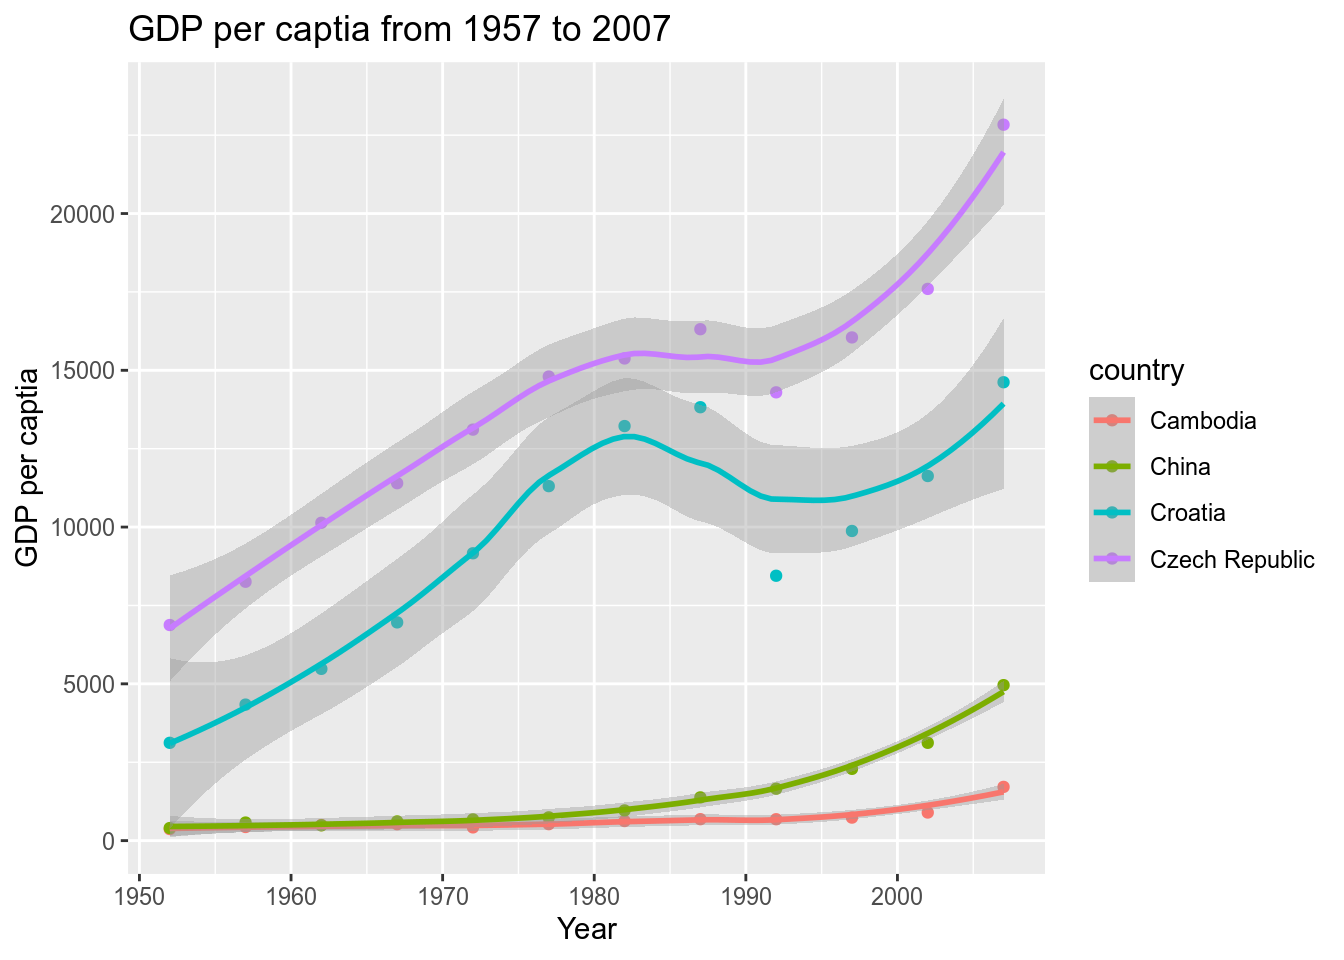 GDP per captia from 1957 to 2007
GDP per captia
20000
15000
10000
5000
0
1950 1960 1970 1980 1990 2000
Year
country
Cambodia
China
Croatia
Czech Republic